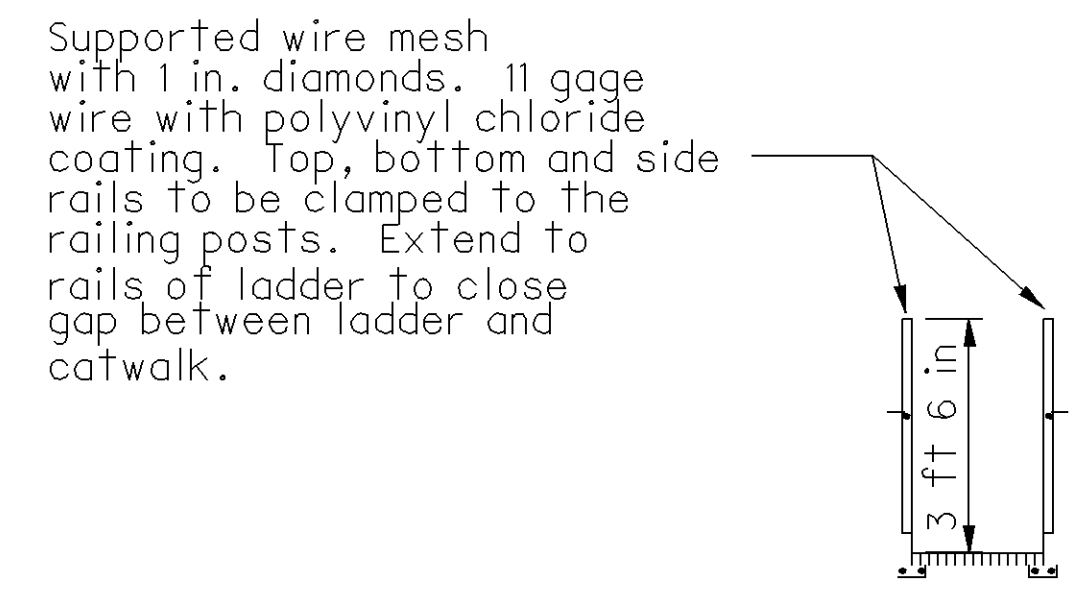 Supported wire mesh
with 1 in. diamonds.  11 gage
wire with polyvinyl chloride
coating.  Top, bottom and side
rails to be clamped to the
railing posts.  Extend to
rails of ladder to close
gap between ladder and
catwalk.
3 ft 6 in